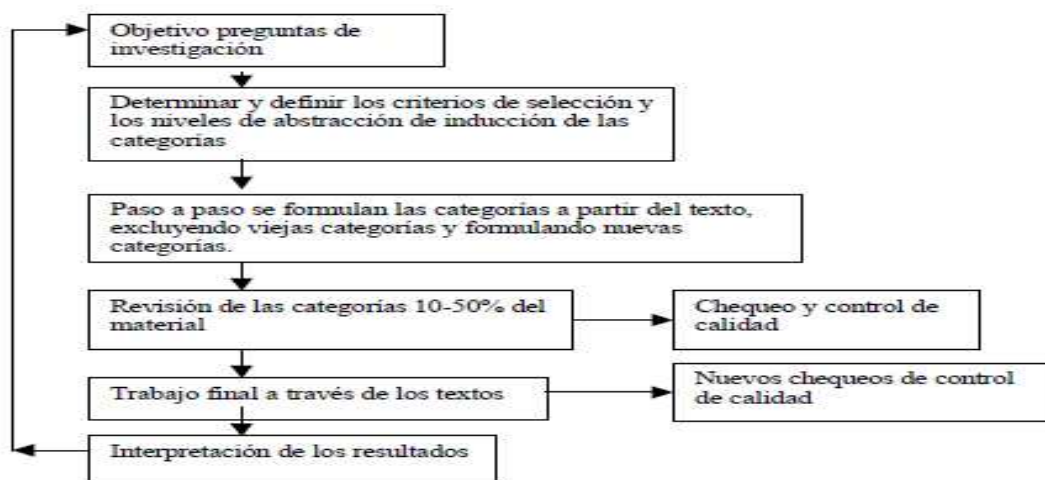 Objetivo preguntas de
investigación
Determinar y definir los criterios de selección y
los niveles de abstracción de inducción de las
categorías
Paso a paso se formulan las categorías a partir del texto,
excluyendo viejas categorías y formulando nuevas
categorías.
Revisión de las categorías 10-50% del
material
Chequeo y control de
calidad
Trabajo final a través de los textos
Nuevos chequeos de control
de calidad
Interpretación de los resultados